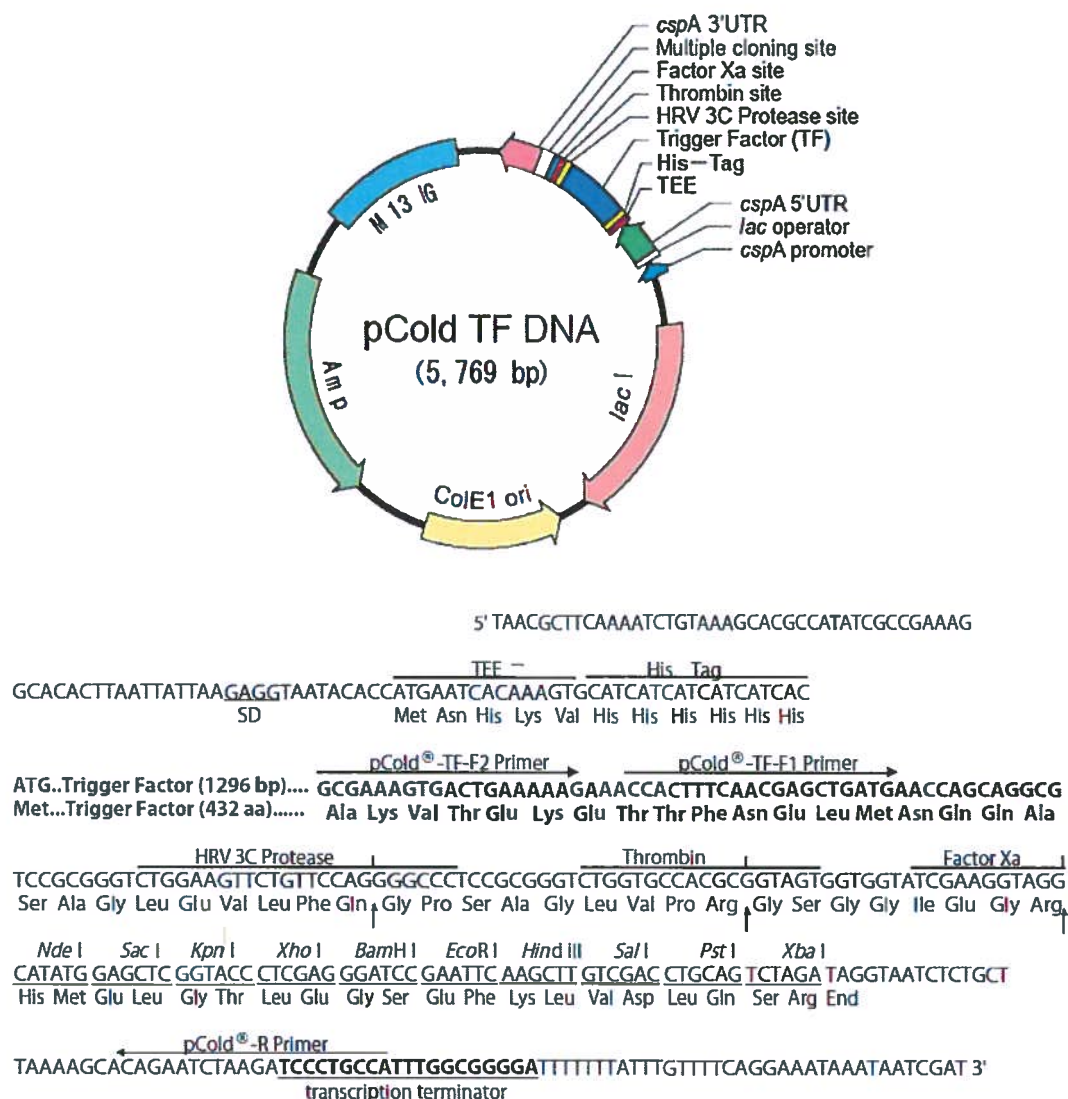 cspA 3'UTR
Multiple cloning site
Factor Xa site
Thrombin site
HRV 3C Protease site
Trigger Factor (TF)
His-Tag
TEE
cspA 5'UTR
lac operator
cspA promoter
M 13 IG
Amp
pCold TF DNA
(5, 769 bp)
lac I
ColE1 ori
5' TAACGCTTCAAAATCTGTAAAGCACGCCATATCGCCGAAAG
TEE His Tag
GCACACTTAATTATTAAGAGGTAATACACCATGAATCACAAAGTGCATCATCATCATCATCAC
SD Met Asn His Lys Val His His His His His His
pCold®-TF-F2 Primer pCold®-TF-F1 Primer
ATG..Trigger Factor (1296 bp).... GCGAAAGTGACTGAAAAAGAAACCACTTTCAACGAGCTGATGAACCAGCAGGCG
Met...Trigger Factor (432 aa)...... Ala Lys Val Thr Glu Lys Glu Thr Thr Phe Asn Glu Leu Met Asn Gln Gln Ala
HRV 3C Protease Thrombin Factor Xa
TCCGCGGGTCTGGAAGTTCTGTTCCAGGGGCCCTCCGCGGGTCTGGTGCCACGCGGTAGTGGTGGTATCGAAGGTAGG
Ser Ala Gly Leu Glu Val Leu Phe Gln Gly Pro Ser Ala Gly Leu Val Pro Arg Gly Ser Gly Gly Ile Glu Gly Arg
Nde I Sac I Kpn I Xho I BamH I EcoR I Hind III Sal I Pst I Xba I
CATATG GAGCTC GGTACC CTCGAG GGATCC GAATTC AAGCTT GTCGAC CTGCAG TCTAGA TAGGTAATCTCTGCT
His Met Glu Leu Gly Thr Leu Glu Gly Ser Glu Phe Lys Leu Val Asp Leu Gln Ser Arg End
pCold®-R Primer
TAAAAGCACAGAATCTAAGATCCCTGCCATTTGGCGGGGATTTTTTTATTTGTTTTCAGGAAATAAATAATCGAT 3'
transcription terminator